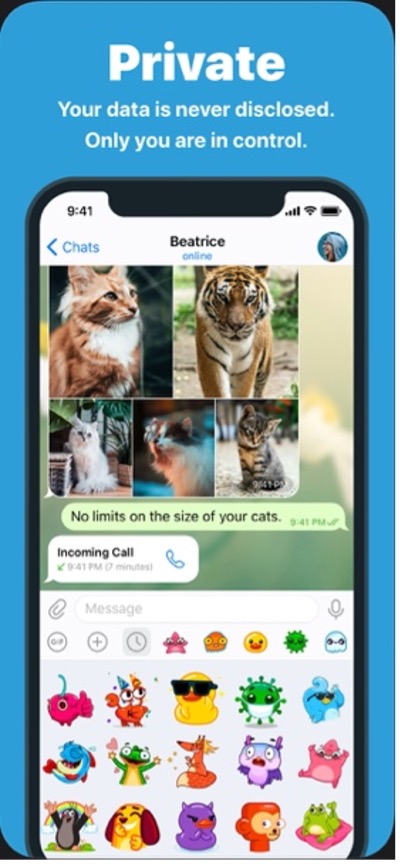 Private
Your data is never disclosed.
Only you are in control.
9:41
Chats
Beatrice
online
9:41 PM
No limits on the size of your cats.
9:41 PM
Incoming Call
9:41 PM (7 minutes)
Message
GIF